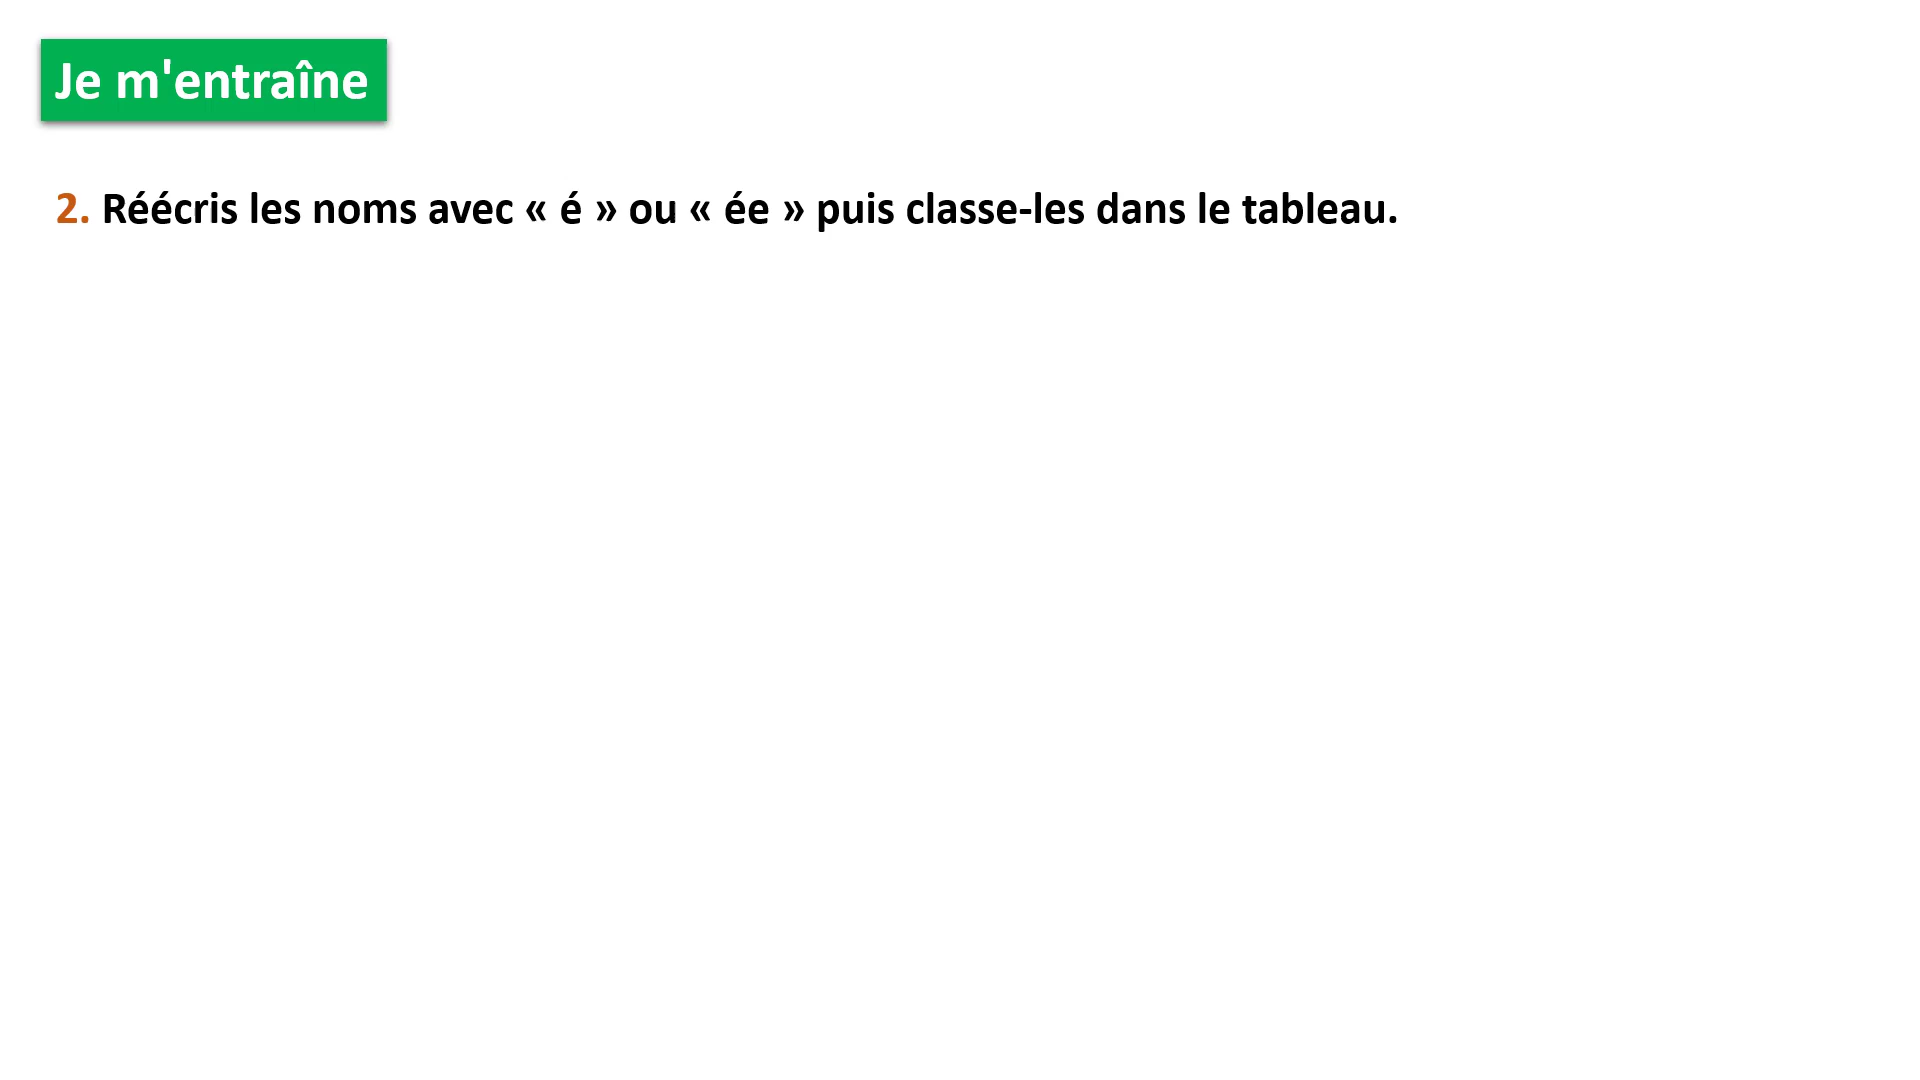 Je m'entraîne
2. Réécris les noms avec « é » ou « ée » puis classe-les dans le tableau.